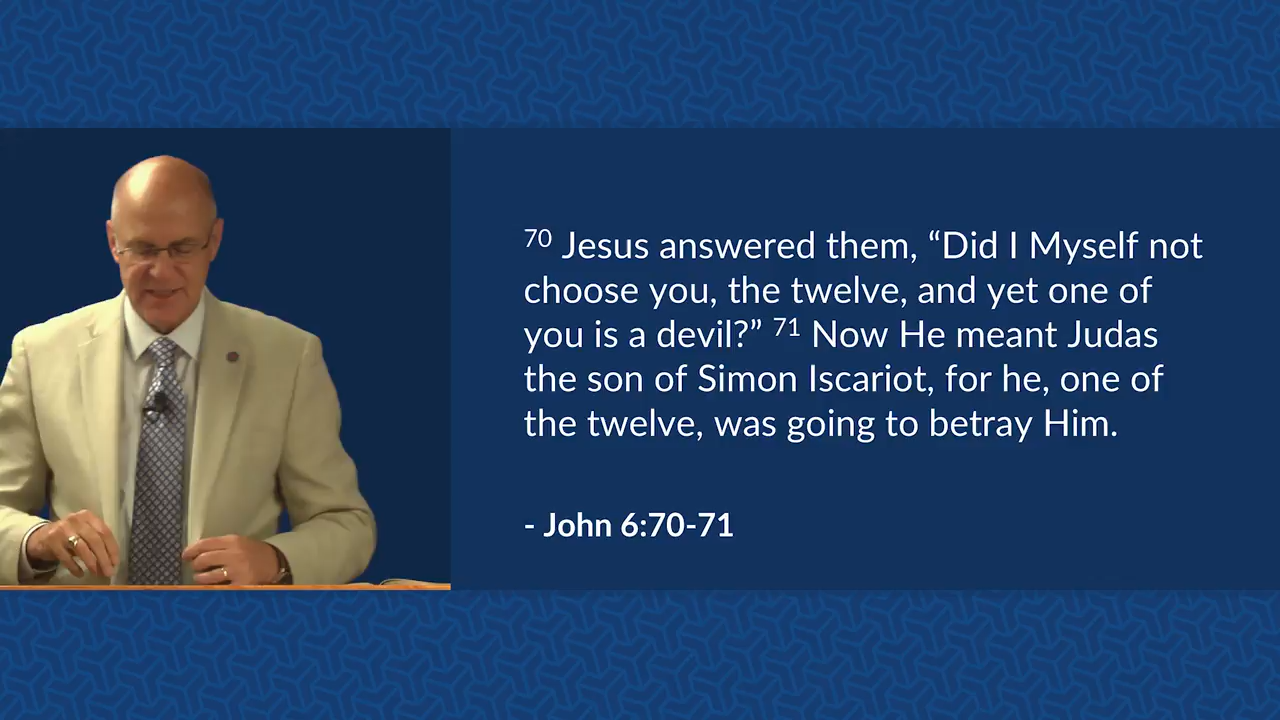 70 Jesus answered them, “Did I Myself not
choose you, the twelve, and yet one of
you is a devil?” 71 Now He meant Judas
the son of Simon Iscariot, for he, one of
the twelve, was going to betray Him.
- John 6:70-71